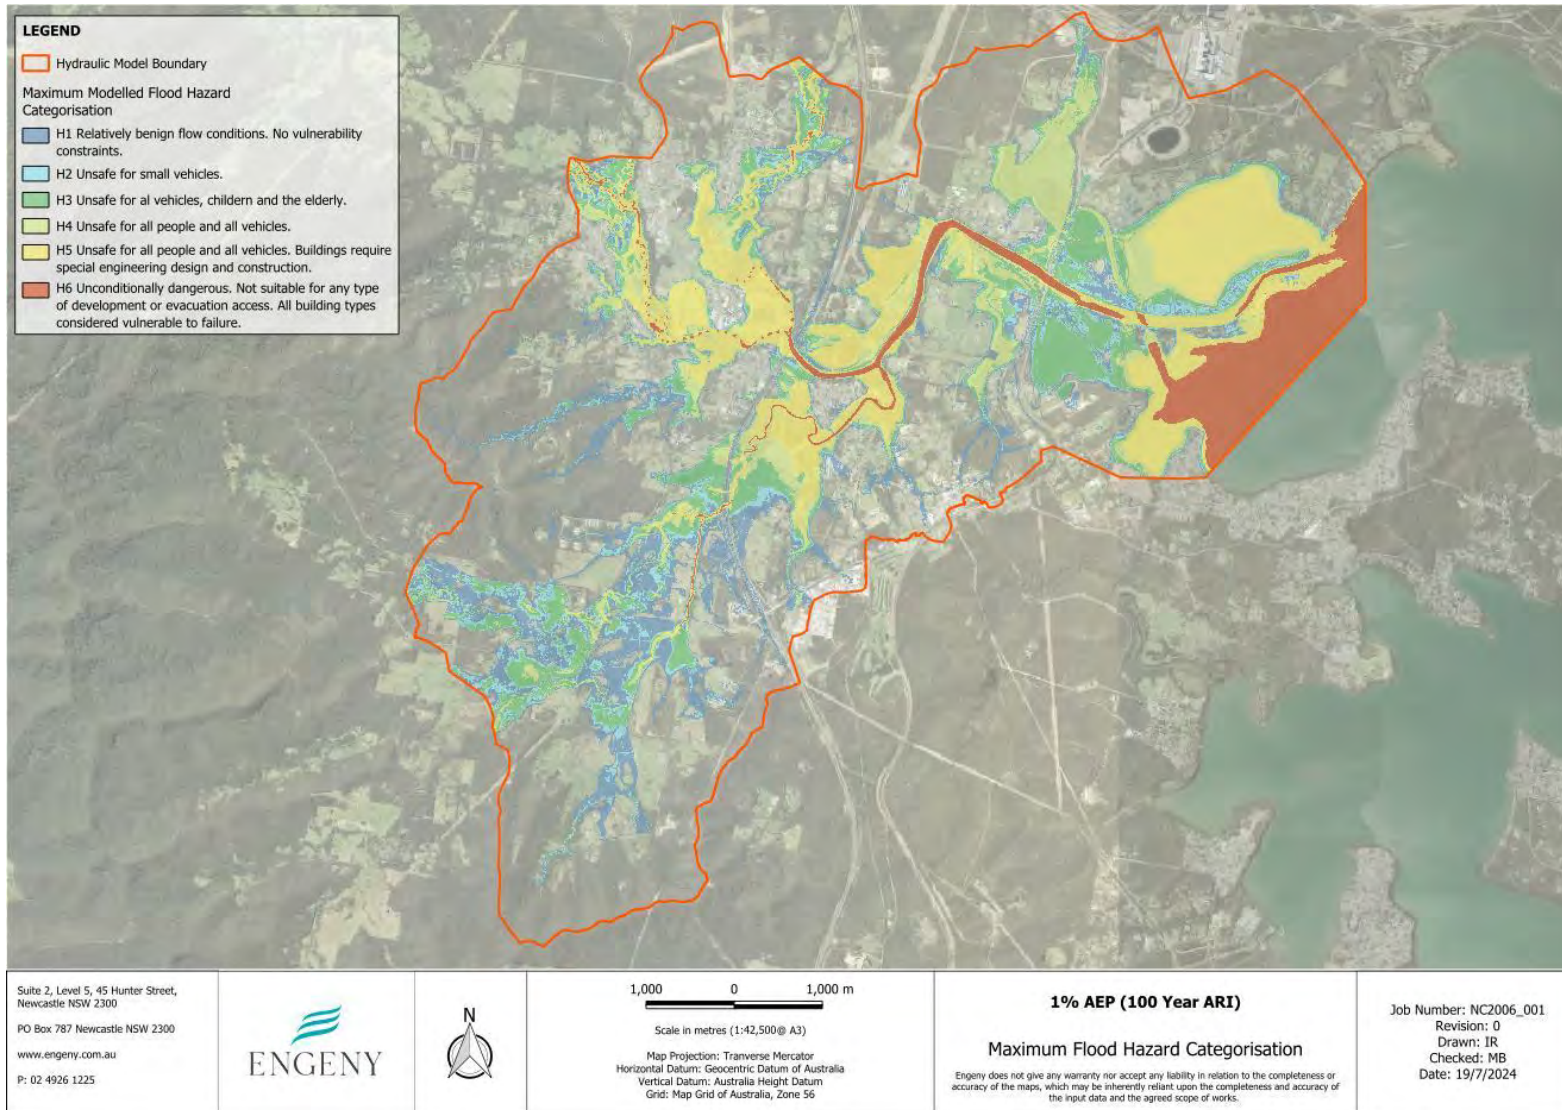 LEGEND
Hydraulic Model Boundary
Maximum Modelled Flood Hazard
Categorisation
H1 Relatively benign flow conditions. No vulnerability
constraints.
H2 Unsafe for small vehicles.
H3 Unsafe for al vehicles, childern and the elderly.
H4 Unsafe for all people and all vehicles.
H5 Unsafe for all people and all vehicles. Buildings require
special engineering design and construction.
H6 Unconditionally dangerous. Not suitable for any type
of development or evacuation access. All building types
considered vulnerable to failure.
Suite 2, Level 5, 45 Hunter Street,
Newcastle NSW 2300
PO Box 787 Newcastle NSW 2300
www.engeny.com.au
P: 02 4926 1225
ENGENY
N
1,000 0 1,000 m
Scale in metres (1:42,500@ A3)
Map Projection: Tranverse Mercator
Horizontal Datum: Geocentric Datum of Australia
Vertical Datum: Australia Height Datum
Grid: Map Grid of Australia, Zone 56
1% AEP (100 Year ARI)
Maximum Flood Hazard Categorisation
Engeny does not give any warranty nor accept any liability in relation to the completeness or
accuracy of the maps, which may be inherently reliant upon the completeness and accuracy of
the input data and the agreed scope of works.
Job Number: NC2006_001
Revision: 0
Drawn: IR
Checked: MB
Date: 19/7/2024